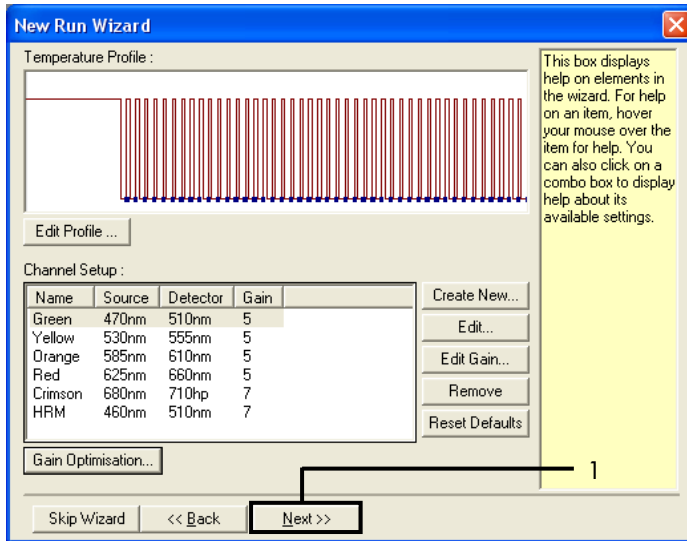 New Run Wizard
Temperature Profile :
This box displays
help on elements in
the wizard. For help
on an item, hover
your mouse over the
item for help. You
can also click on a
combo box to display
help about its
available settings.
Edit Profile ...
Channel Setup :
Name Source Detector Gain
Green 470nm 510nm 5
Yellow 530nm 555nm 5
Orange 585nm 610nm 5
Red 625nm 660nm 5
Crimson 680nm 710hp 7
HRM 460nm 510nm 7
Create New...
Edit...
Edit Gain...
Remove
Reset Defaults
Gain Optimisation...
1
Skip Wizard << Back Next >>